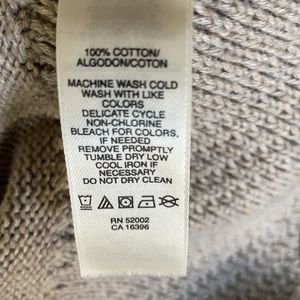 100% COTTON/
ALGODON/COTON
MACHINE WASH COLD
WASH WITH LIKE
COLORS
DELICATE CYCLE
NON-CHLORINE
BLEACH FOR COLORS,
IF NEEDED
REMOVE PROMPTLY
TUMBLE DRY LOW
COOL IRON IF
NECESSARY
DO NOT DRY CLEAN
RN 52002
CA 16396